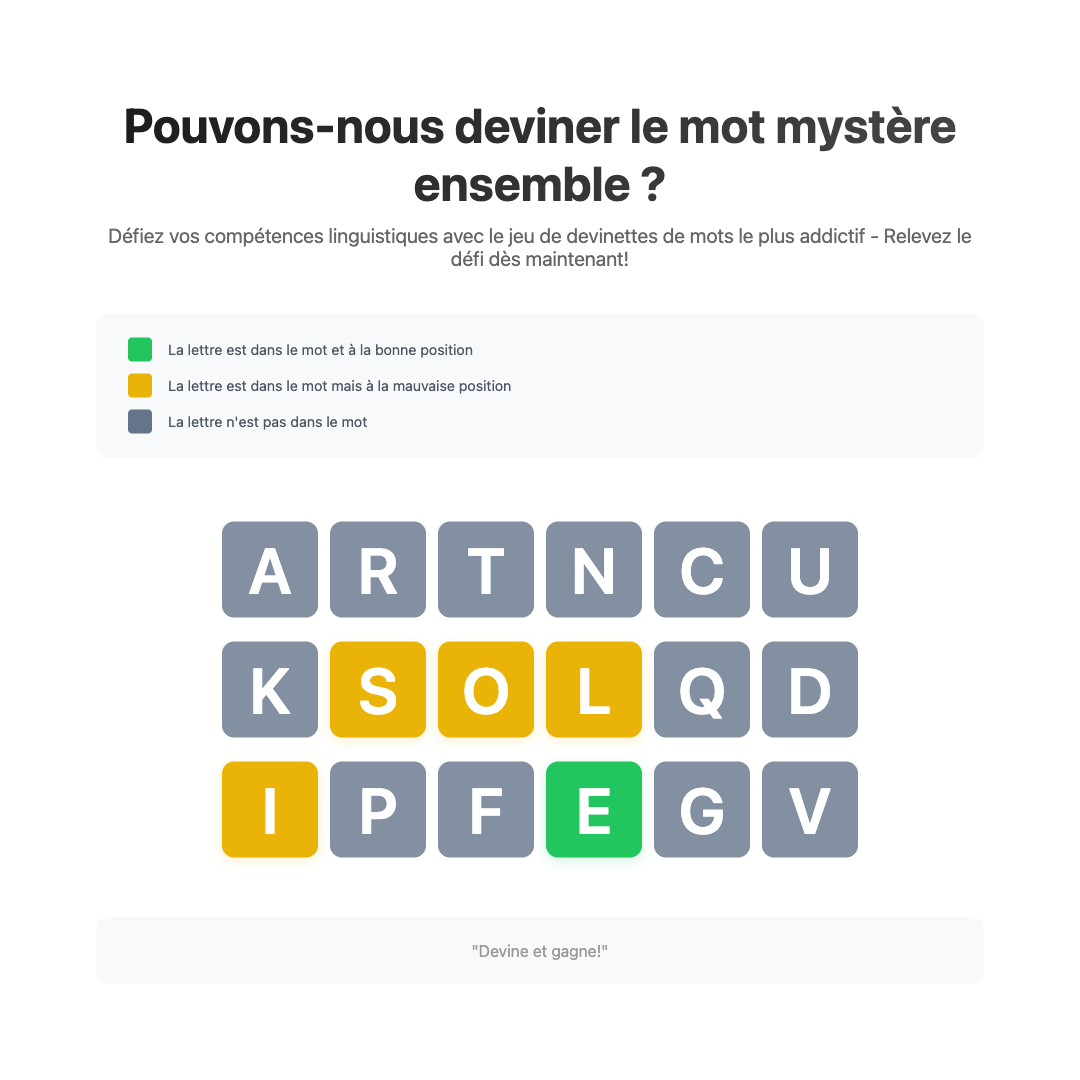 Pouvons-nous deviner le mot mystère
ensemble ?
Défiez vos compétences linguistiques avec le jeu de devinettes de mots le plus addictif - Relevez le
défi dès maintenant!
La lettre est dans le mot et à la bonne position
La lettre est dans le mot mais à la mauvaise position
La lettre n'est pas dans le mot
A R T N C U
K S O L Q D
I P F E G V
"Devine et gagne!"